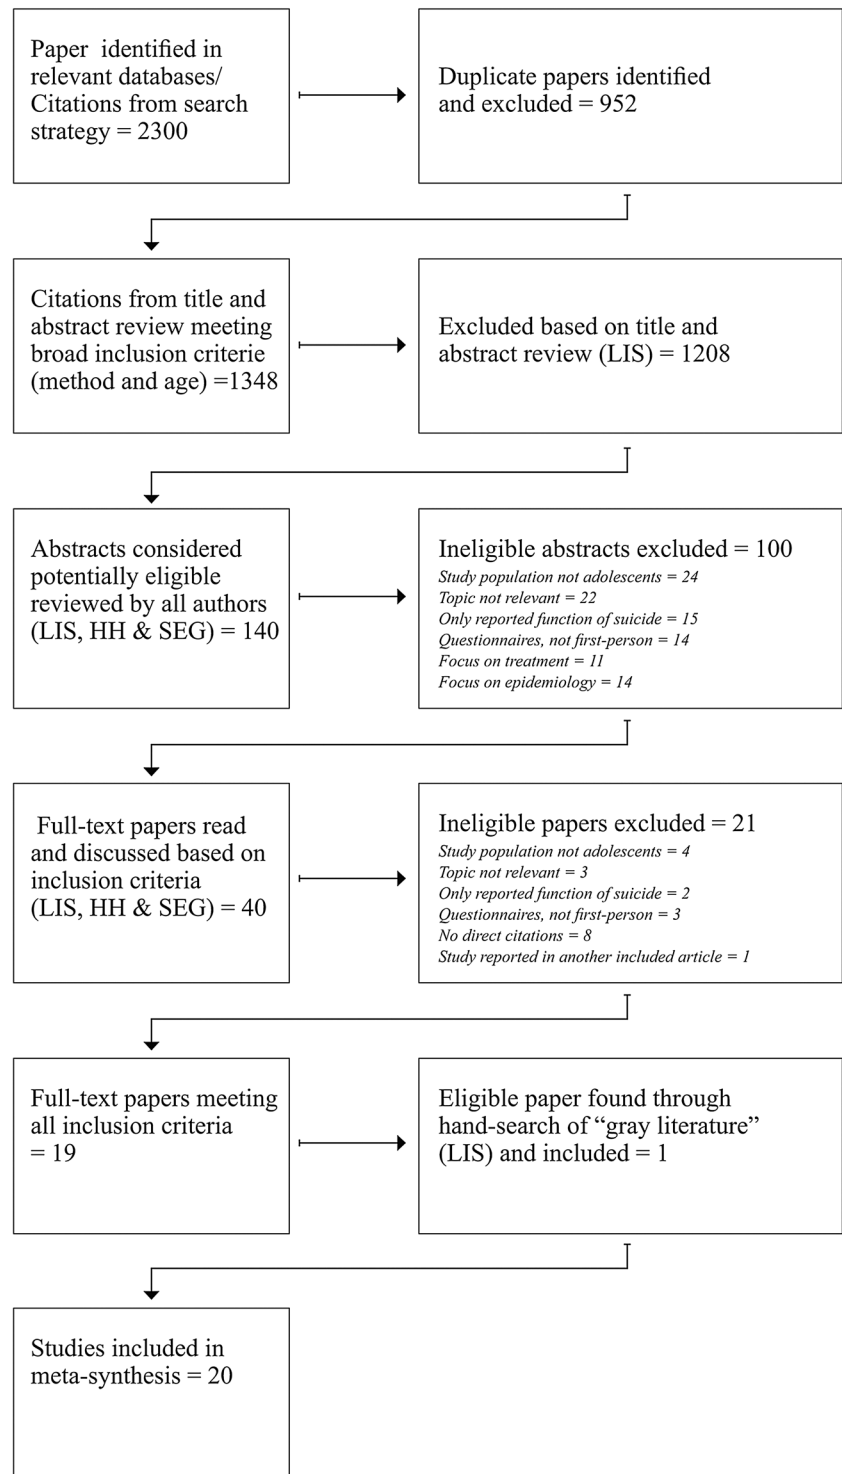 Paper identified in
relevant databases/
Citations from search
strategy = 2300
Duplicate papers identified
and excluded = 952
Citations from title and
abstract review meeting
broad inclusion criterie
(method and age) =1348
Excluded based on title and
abstract review (LIS) = 1208
Abstracts considered
potentially eligible
reviewed by all authors
(LIS, HH & SEG) = 140
Ineligible abstracts excluded = 100
Study population not adolescents = 24
Topic not relevant = 22
Only reported function of suicide = 15
Questionnaires, not first-person = 14
Focus on treatment = 11
Focus on epidemiology = 14
Full-text papers read
and discussed based on
inclusion criteria
(LIS, HH & SEG) = 40
Ineligible papers excluded = 21
Study population not adolescents = 4
Topic not relevant = 3
Only reported function of suicide = 2
Questionnaires, not first-person = 3
No direct citations = 8
Study reported in another included article = 1
Full-text papers meeting
all inclusion criteria
= 19
Eligible paper found through
hand-search of “gray literature”
(LIS) and included = 1
Studies included in
meta-synthesis = 20